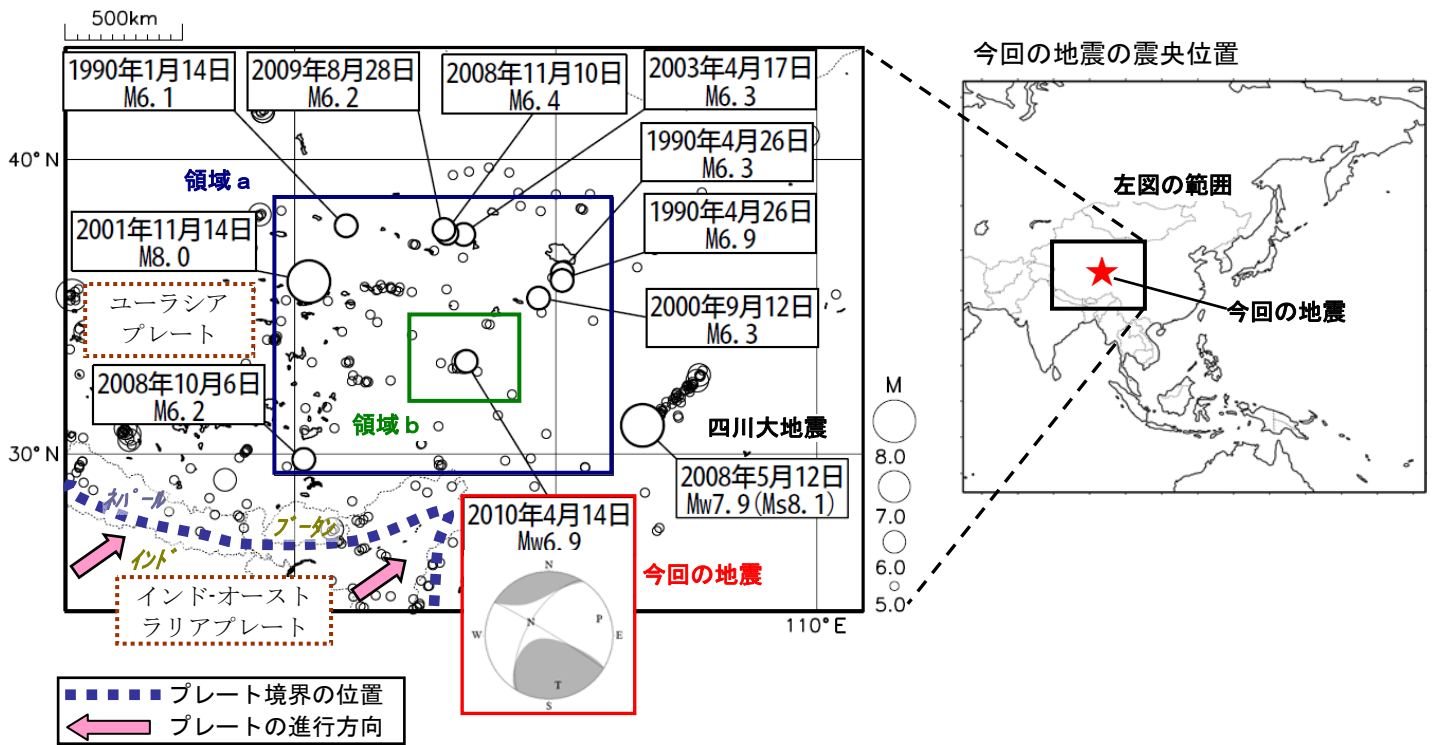 500km
1990年1月14日
M6.1
2009年8月28日
M6.2
2008年11月10日
M6.4
2003年4月17日
M6.3
1990年4月26日
M6.3
1990年4月26日
M6.9
2000年9月12日
M6.3
40°N
領域a
2001年11月14日
M8.0
ユーラシア
プレート
2008年10月6日
M6.2
領域b
30°N
四川大地震
2008年5月12日
Mw7.9(Ms8.1)
ネパール
ブータン
インド
インド・オースト
ラリアプレート
2010年4月14日
Mw6.9
今回の地震
N
N
P
W
E
T
S
110°E
M
8.0
7.0
6.0
5.0
プレート境界の位置
プレートの進行方向
今回の地震の震央位置
左図の範囲
今回の地震